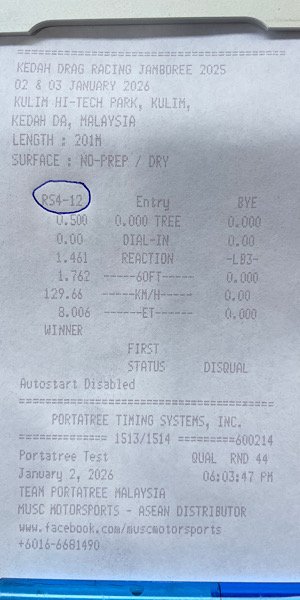 ==========================================
KEDAH DRAG RACING JAMBOREE 2025
02 & 03 JANUARY 2026
KULIM HI-TECH PARK, KULIM,
KEDAH DA, MALAYSIA
LENGTH : 201M
SURFACE : NO-PREP / DRY
RS4-12 Entry BYE
0.500 0.000 TREE 0.000
0.00 DIAL-IN 0.00
1.461 REACTION -LB3-
1.762 ------60FT----- 0.000
129.66 -----KM/H----- 0.00
8.006 ------ET------ 0.000
WINNER
FIRST
STATUS DISQUAL
Autostart Disabled
==========================================
PORTATREE TIMING SYSTEMS, INC.
============== 1513/1514 =========600214
Portatree Test QUAL RND 44
January 2, 2026 06:03:47 PM
TEAM PORTATREE MALAYSIA
MUSC MOTORSPORTS - ASEAN DISTRIBUTOR
www.facebook.com/muscmotorsports
+6016-6681490